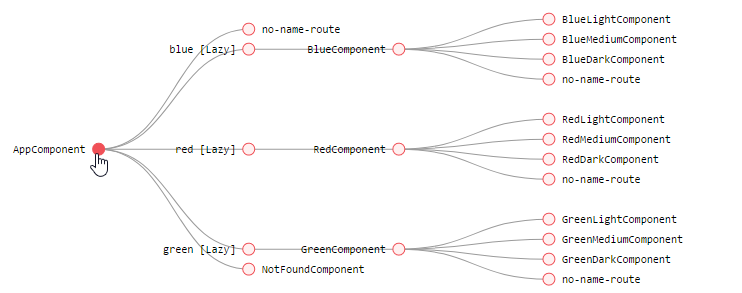 BlueLightComponent
no-name-route
BlueMediumComponent
blue [Lazy]
BlueComponent
BlueDarkComponent
no-name-route
RedLightComponent
RedMediumComponent
AppComponent
red [Lazy]
RedComponent
RedDarkComponent
no-name-route
GreenLightComponent
GreenMediumComponent
green [Lazy]
GreenComponent
GreenDarkComponent
NotFoundComponent
no-name-route